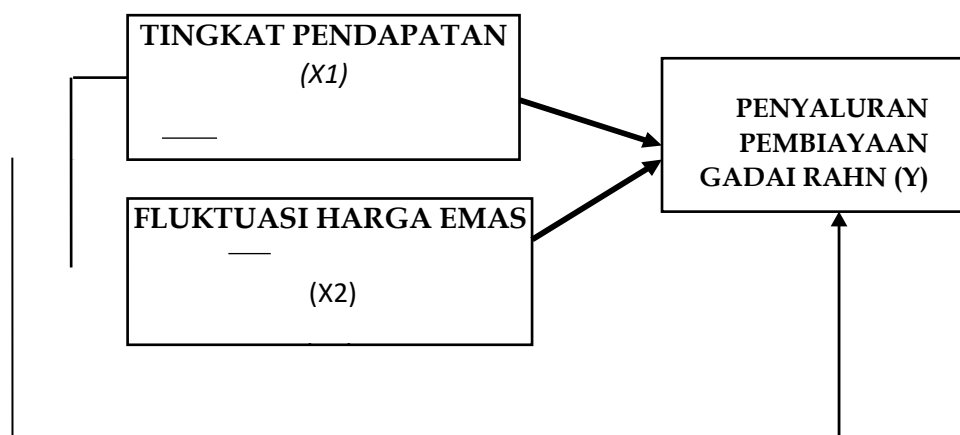 TINGKAT PENDAPATAN
(X1)
FLUKTUASI HARGA EMAS
(X2)
PENYALURAN
PEMBIAYAAN
GADAI RAHN (Y)